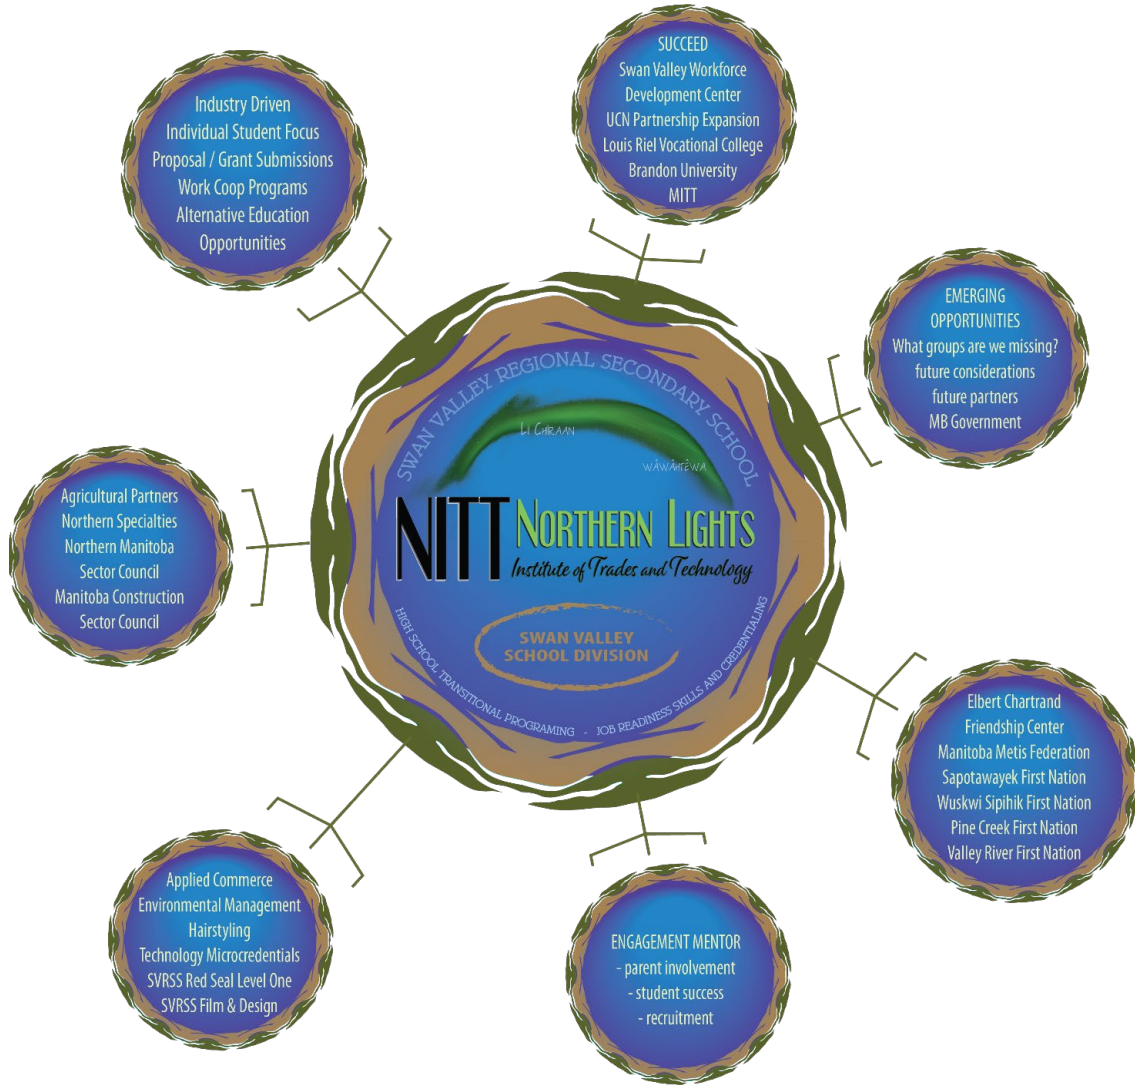 SUCCEED
Swan Valley Workforce
Development Center
UCN Partnership Expansion
Louis Riel Vocational College
Brandon University
MITT
Industry Driven
Individual Student Focus
Proposal / Grant Submissions
Work Coop Programs
Alternative Education
Opportunities
EMERGING
OPPORTUNITIES
What groups are we missing?
future considerations
future partners
MB Government
SWAN VALLEY REGIONAL SECONDARY SCHOOL
LI CHIRAAN
WÂWÂHTÊWA
NITT NORTHERN LIGHTS
Institute of Trades and Technology
SWAN VALLEY
SCHOOL DIVISION
HIGH SCHOOL TRANSITIONAL PROGRAMING - JOB READINESS SKILLS AND CREDENTIALING
Agricultural Partners
Northern Specialties
Northern Manitoba
Sector Council
Manitoba Construction
Sector Council
Elbert Chartrand
Friendship Center
Manitoba Metis Federation
Sapotawayek First Nation
Wuskwi Sipihik First Nation
Pine Creek First Nation
Valley River First Nation
Applied Commerce
Environmental Management
Hairstyling
Technology Microcredentials
SVRSS Red Seal Level One
SVRSS Film & Design
ENGAGEMENT MENTOR
- parent involvement
- student success
- recruitment